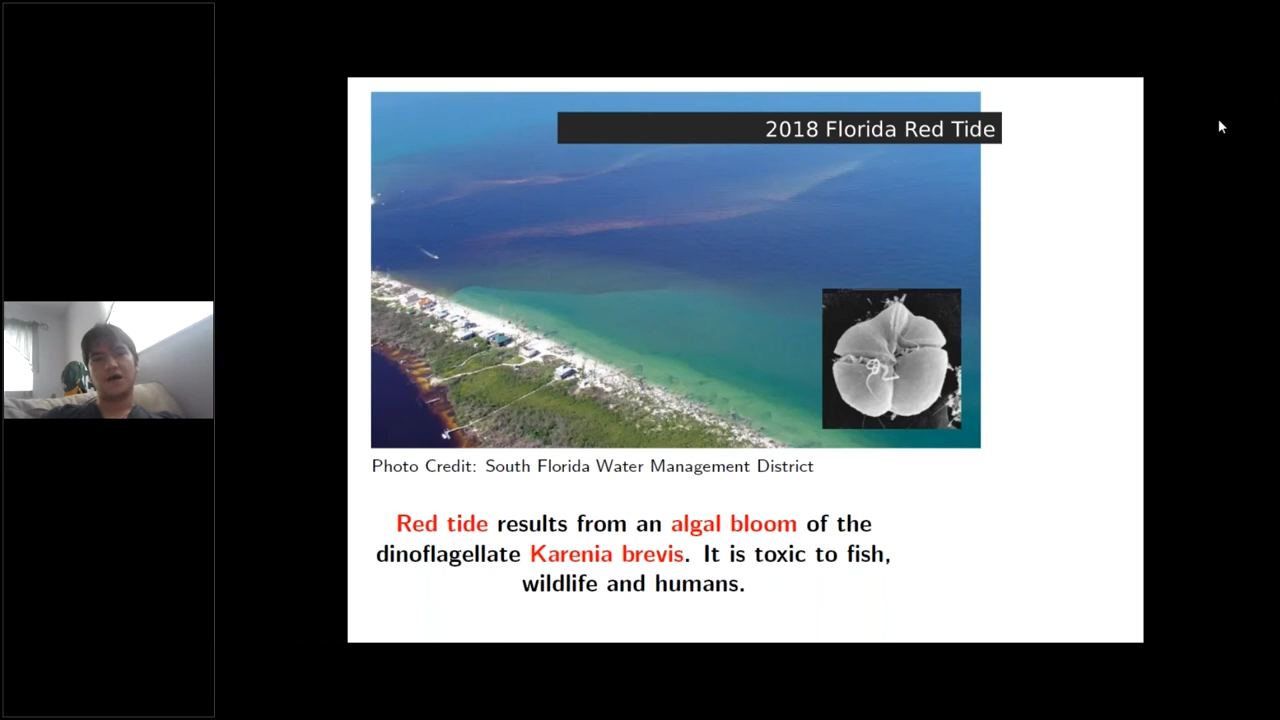 2018 Florida Red Tide
Photo Credit: South Florida Water Management District
Red tide results from an algal bloom of the
dinoflagellate Karenia brevis. It is toxic to fish,
wildlife and humans.